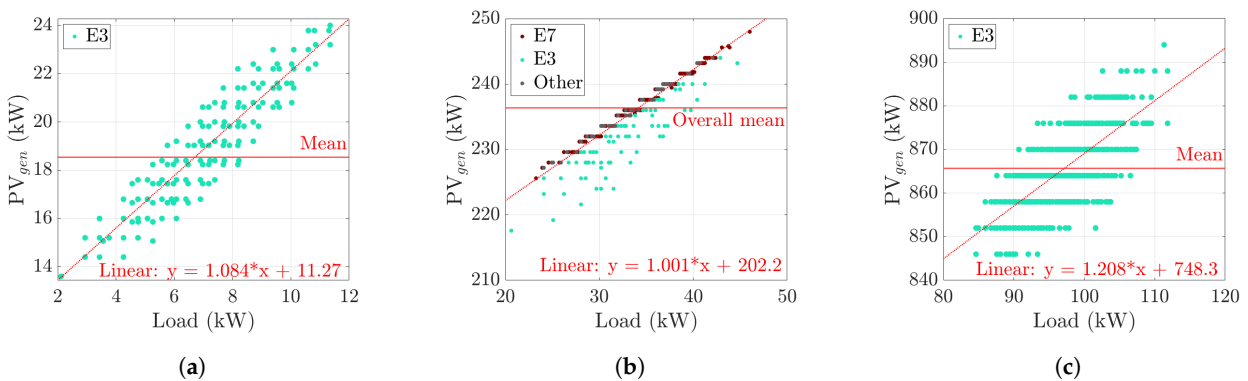 24
22
20
18
16
14
PV_gen (kW)
E3
Mean
Linear: y = 1.084*x + 11.27
2 4 6 8 10 12
Load (kW)
(a)
250
240
230
220
210
PV_gen (kW)
E7
E3
Other
Overall mean
Linear: y = 1.001*x + 202.2
20 30 40 50
Load (kW)
(b)
900
890
880
870
860
850
840
PV_gen (kW)
E3
Mean
Linear: y = 1.208*x + 748.3
80 90 100 110 120
Load (kW)
(c)